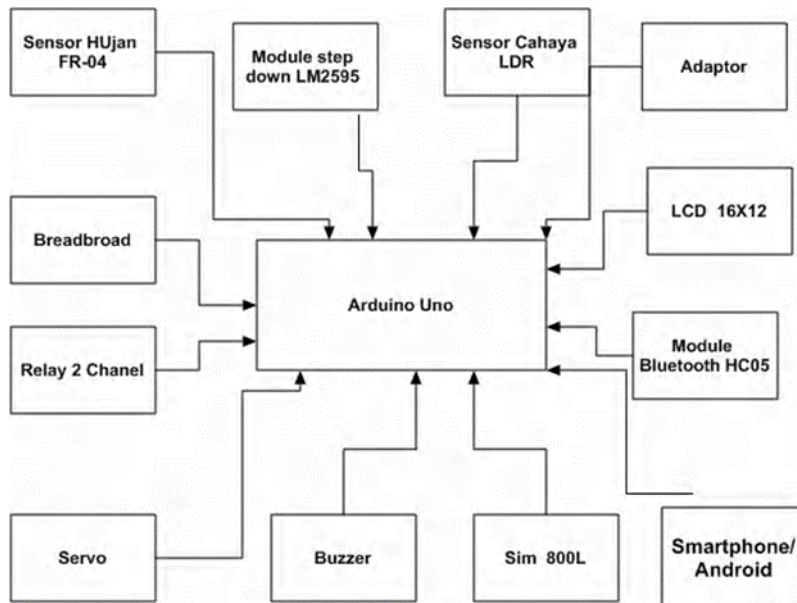 Sensor HUjan
FR-04
Module step
down LM2595
Sensor Cahaya
LDR
Adaptor
Breadbroad
LCD 16X12
Arduino Uno
Relay 2 Chanel
Module
Bluetooth HC05
Servo
Buzzer
Sim 800L
Smartphone/
Android